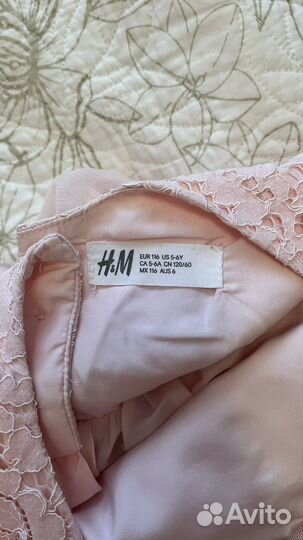 H&M
EUR 116 US 5-6Y
CA 5-6A CN 120/60
MX 116 AUS 6
Avito